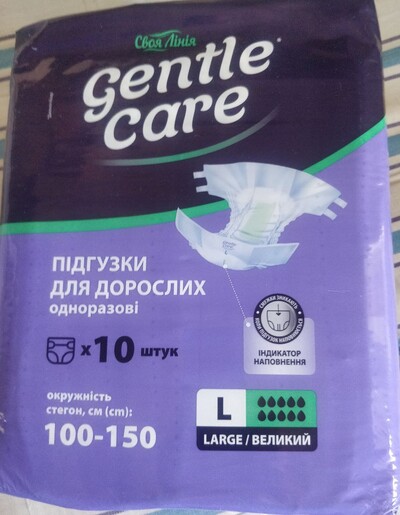 Своя Лінія
Gentle
care
ПІДГУЗКИ
ДЛЯ ДОРОСЛИХ
одноразові
x 10 штук
окружність
стегон, см (cm):
100-150
ІНДИКАТОР
НАПОВНЕННЯ
L
LARGE / ВЕЛИКИЙ